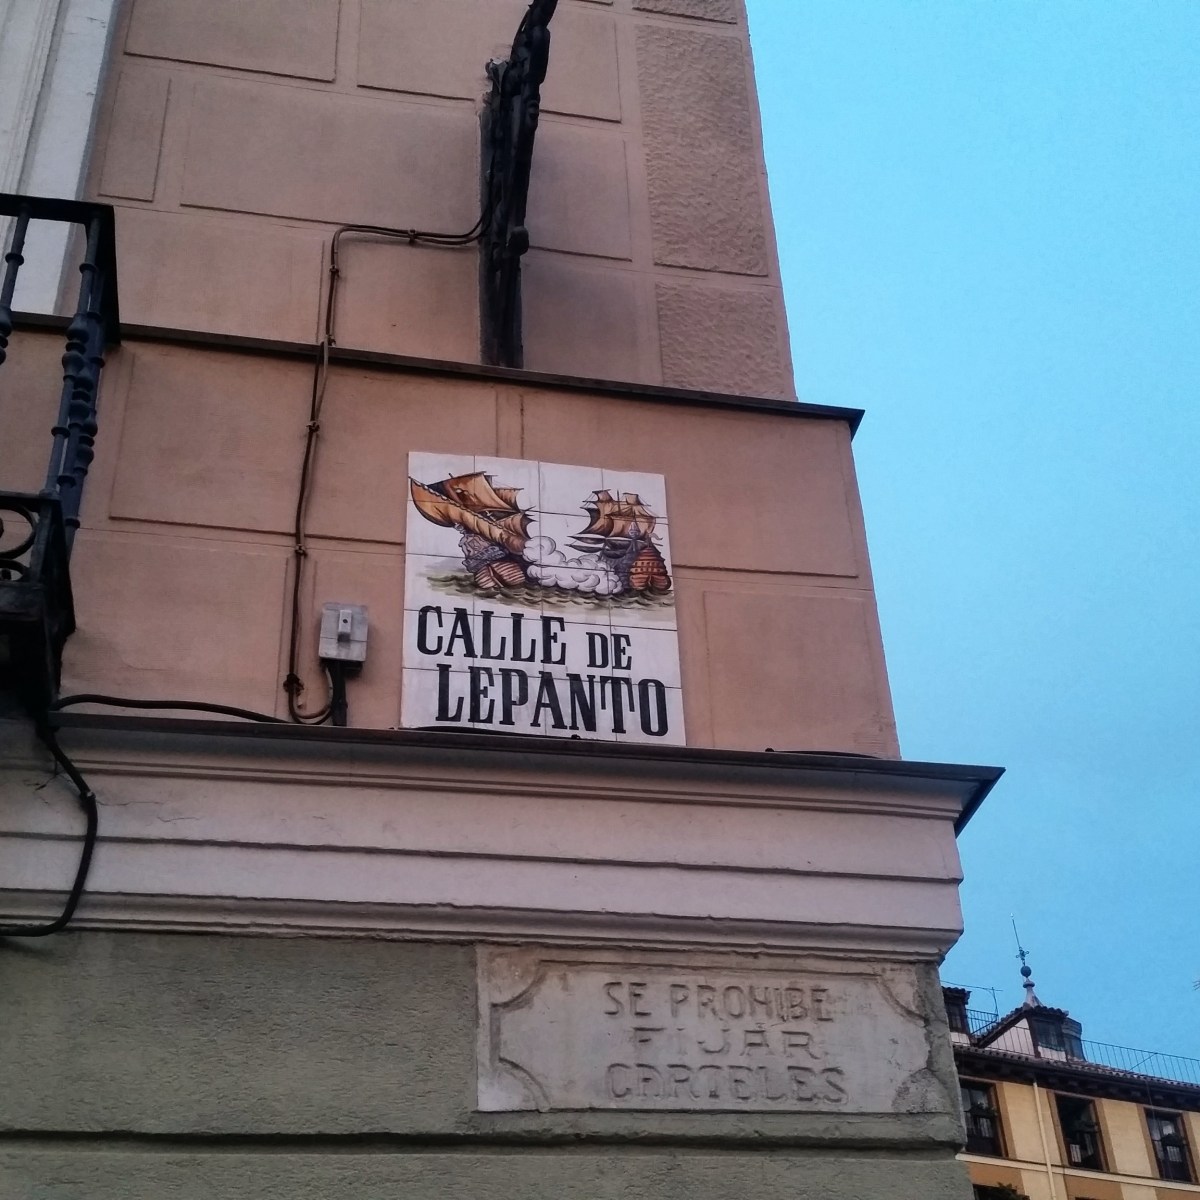 CALLE DE
LEPANTO
SE PROHIBE
FIJAR
CARTELES